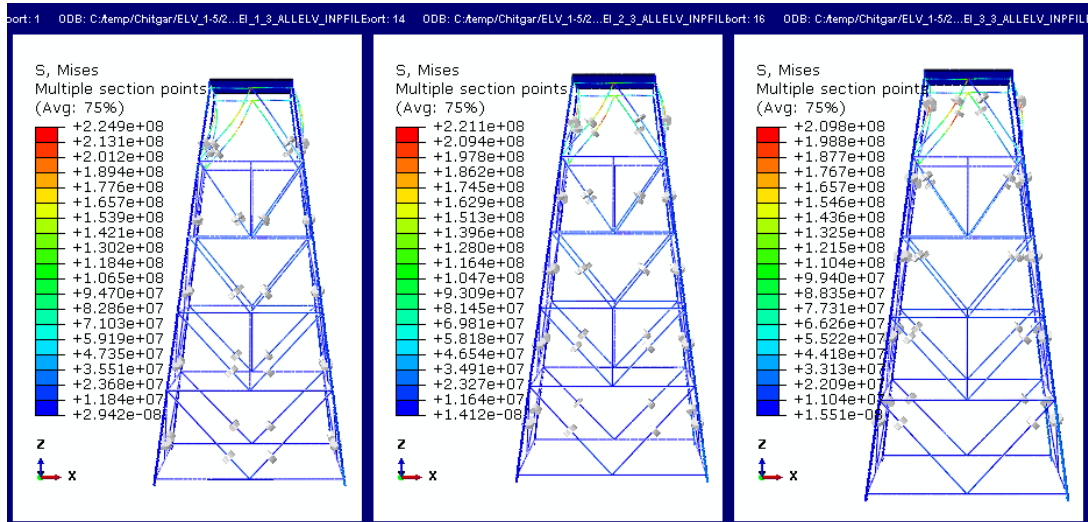 port: 1 ODB: C:/temp/Chitgar/ELV_1-5/2...EI_1_3_ALLELV_INPFILE
port: 14 ODB: C:/temp/Chitgar/ELV_1-5/2...EI_2_3_ALLELV_INPFILE
port: 16 ODB: C:/temp/Chitgar/ELV_1-5/2...EI_3_3_ALLELV_INPFILE
S, Mises
Multiple section points
(Avg: 75%)
+2.249e+08
+2.131e+08
+2.012e+08
+1.894e+08
+1.776e+08
+1.657e+08
+1.539e+08
+1.421e+08
+1.302e+08
+1.184e+08
+1.065e+08
+9.470e+07
+8.286e+07
+7.103e+07
+5.919e+07
+4.735e+07
+3.551e+07
+2.368e+07
+1.184e+07
+2.942e-08
Z
Y
X
S, Mises
Multiple section points
(Avg: 75%)
+2.211e+08
+2.094e+08
+1.978e+08
+1.862e+08
+1.745e+08
+1.629e+08
+1.513e+08
+1.396e+08
+1.280e+08
+1.164e+08
+1.047e+08
+9.309e+07
+8.145e+07
+6.981e+07
+5.818e+07
+4.654e+07
+3.491e+07
+2.327e+07
+1.164e+07
+1.412e-08
Z
Y
X
S, Mises
Multiple section points
(Avg: 75%)
+2.098e+08
+1.988e+08
+1.877e+08
+1.767e+08
+1.657e+08
+1.546e+08
+1.436e+08
+1.325e+08
+1.215e+08
+1.104e+08
+9.940e+07
+8.835e+07
+7.731e+07
+6.626e+07
+5.522e+07
+4.418e+07
+3.313e+07
+2.209e+07
+1.104e+07
+1.551e-08
Z
Y
X